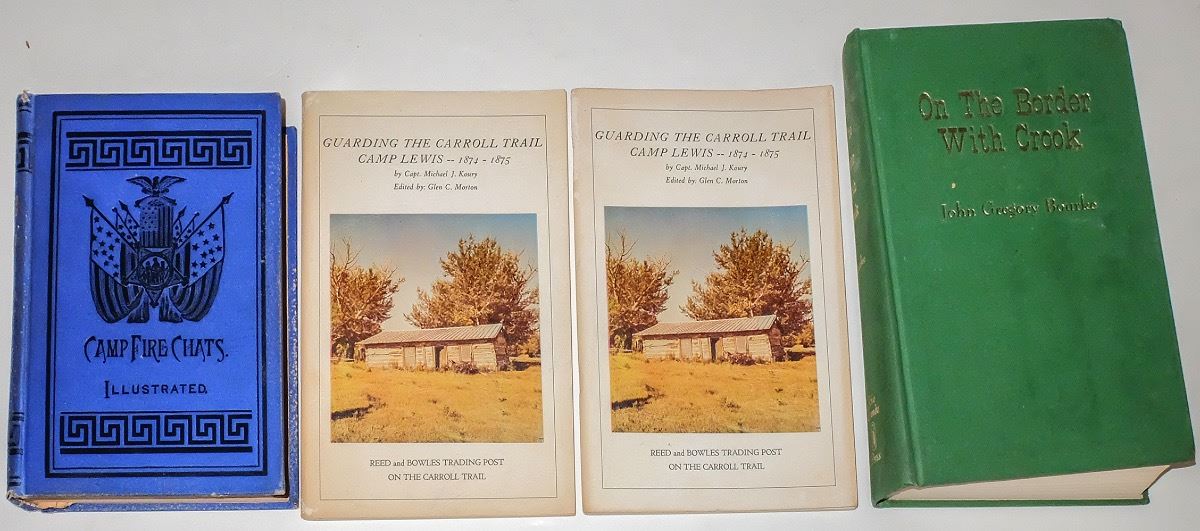 CAMP FIRE CHATS.
ILLUSTRATED.
GUARDING THE CARROLL TRAIL
CAMP LEWIS -- 1874 - 1875
by Capt. Michael J. Koury
Edited by: Glen C. Morton
REED and BOWLES TRADING POST
ON THE CARROLL TRAIL
GUARDING THE CARROLL TRAIL
CAMP LEWIS -- 1874 - 1875
by Capt. Michael J. Koury
Edited by: Glen C. Morton
REED and BOWLES TRADING POST
ON THE CARROLL TRAIL
On The Border
With Crook
John Gregory Bourke